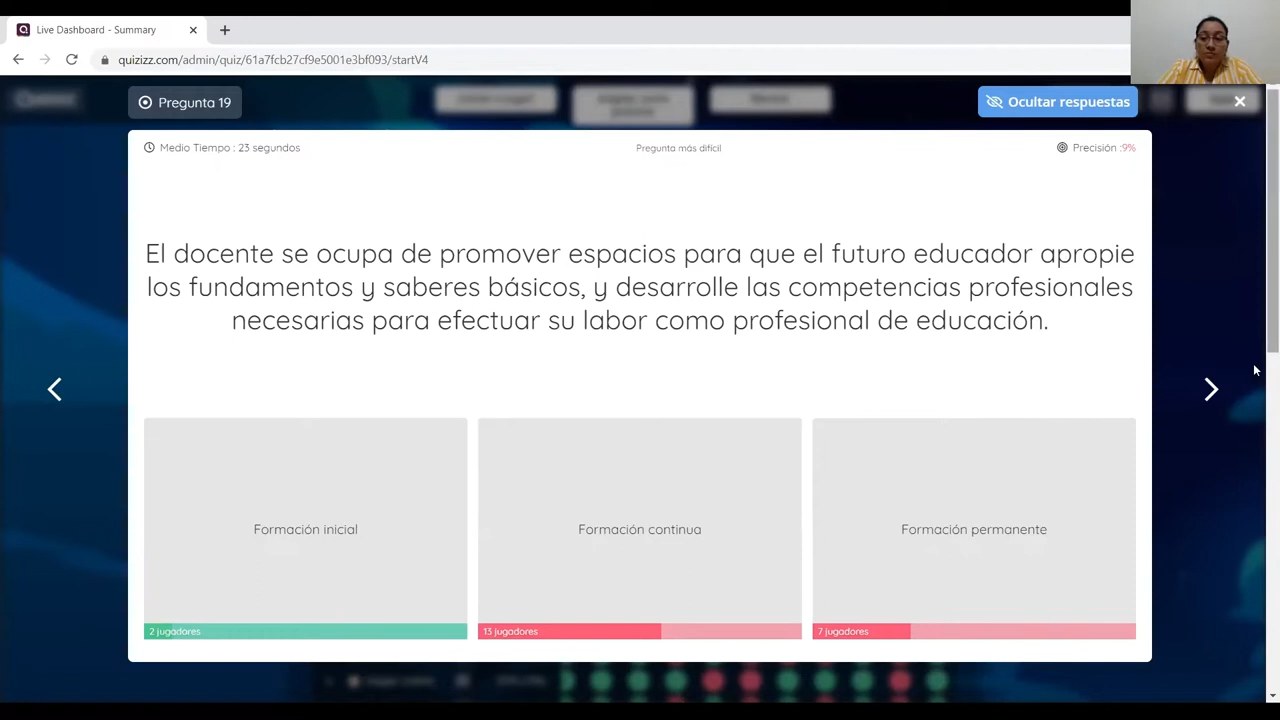 Live Dashboard - Summary
quizizz.com/admin/quiz/61a7fcb27cf9e5001e3bf093/startV4
Pregunta 19
Ocultar respuestas
Medio Tiempo : 23 segundos
Pregunta más difícil
Precisión :9%
El docente se ocupa de promover espacios para que el futuro educador apropie
los fundamentos y saberes básicos, y desarrolle las competencias profesionales
necesarias para efectuar su labor como profesional de educación.
Formación inicial
Formación continua
Formación permanente
2 jugadores
13 jugadores
7 jugadores